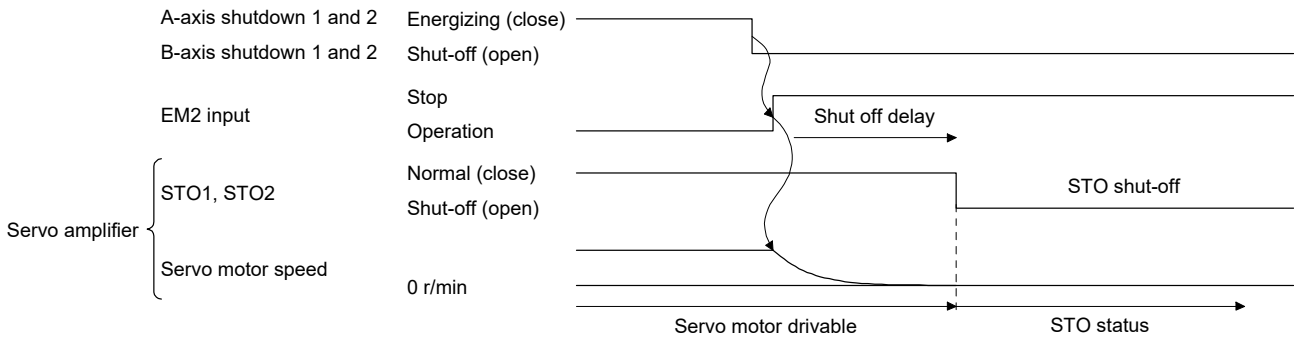 A-axis shutdown 1 and 2
Energizing (close)
B-axis shutdown 1 and 2
Shut-off (open)
EM2 input
Stop
Operation
Shut off delay
Servo amplifier
STO1, STO2
Normal (close)
Shut-off (open)
STO shut-off
Servo motor speed
0 r/min
Servo motor drivable
STO status